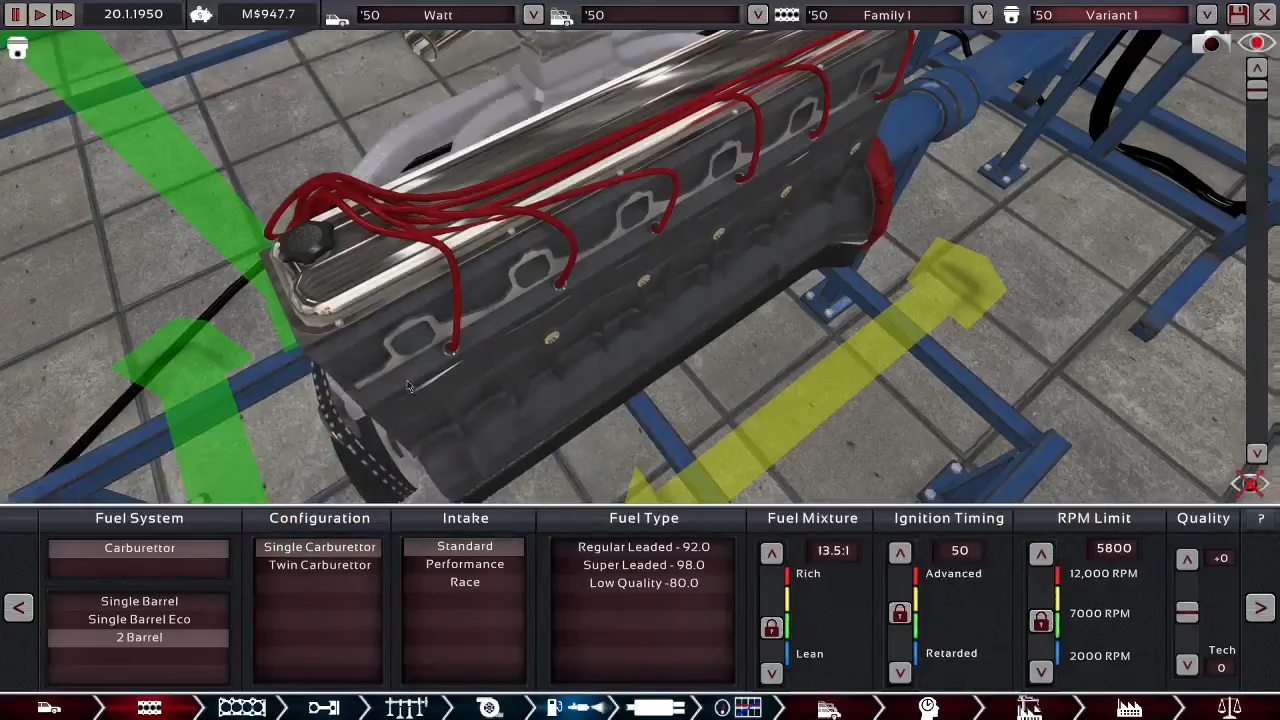 20.1.1950
M$947.7
'50 Watt
'50
'50 Family 1
'50 Variant 1
Fuel System
Configuration
Intake
Fuel Type
Fuel Mixture
Ignition Timing
RPM Limit
Quality
?
Carburettor
Single Barrel
Single Barrel Eco
2 Barrel
Single Carburettor
Twin Carburettor
Standard
Performance
Race
Regular Leaded - 92.0
Super Leaded - 98.0
Low Quality -80.0
13.5:1
Rich
Lean
50
Advanced
Retarded
5800
12,000 RPM
7000 RPM
2000 RPM
+0
Tech
0